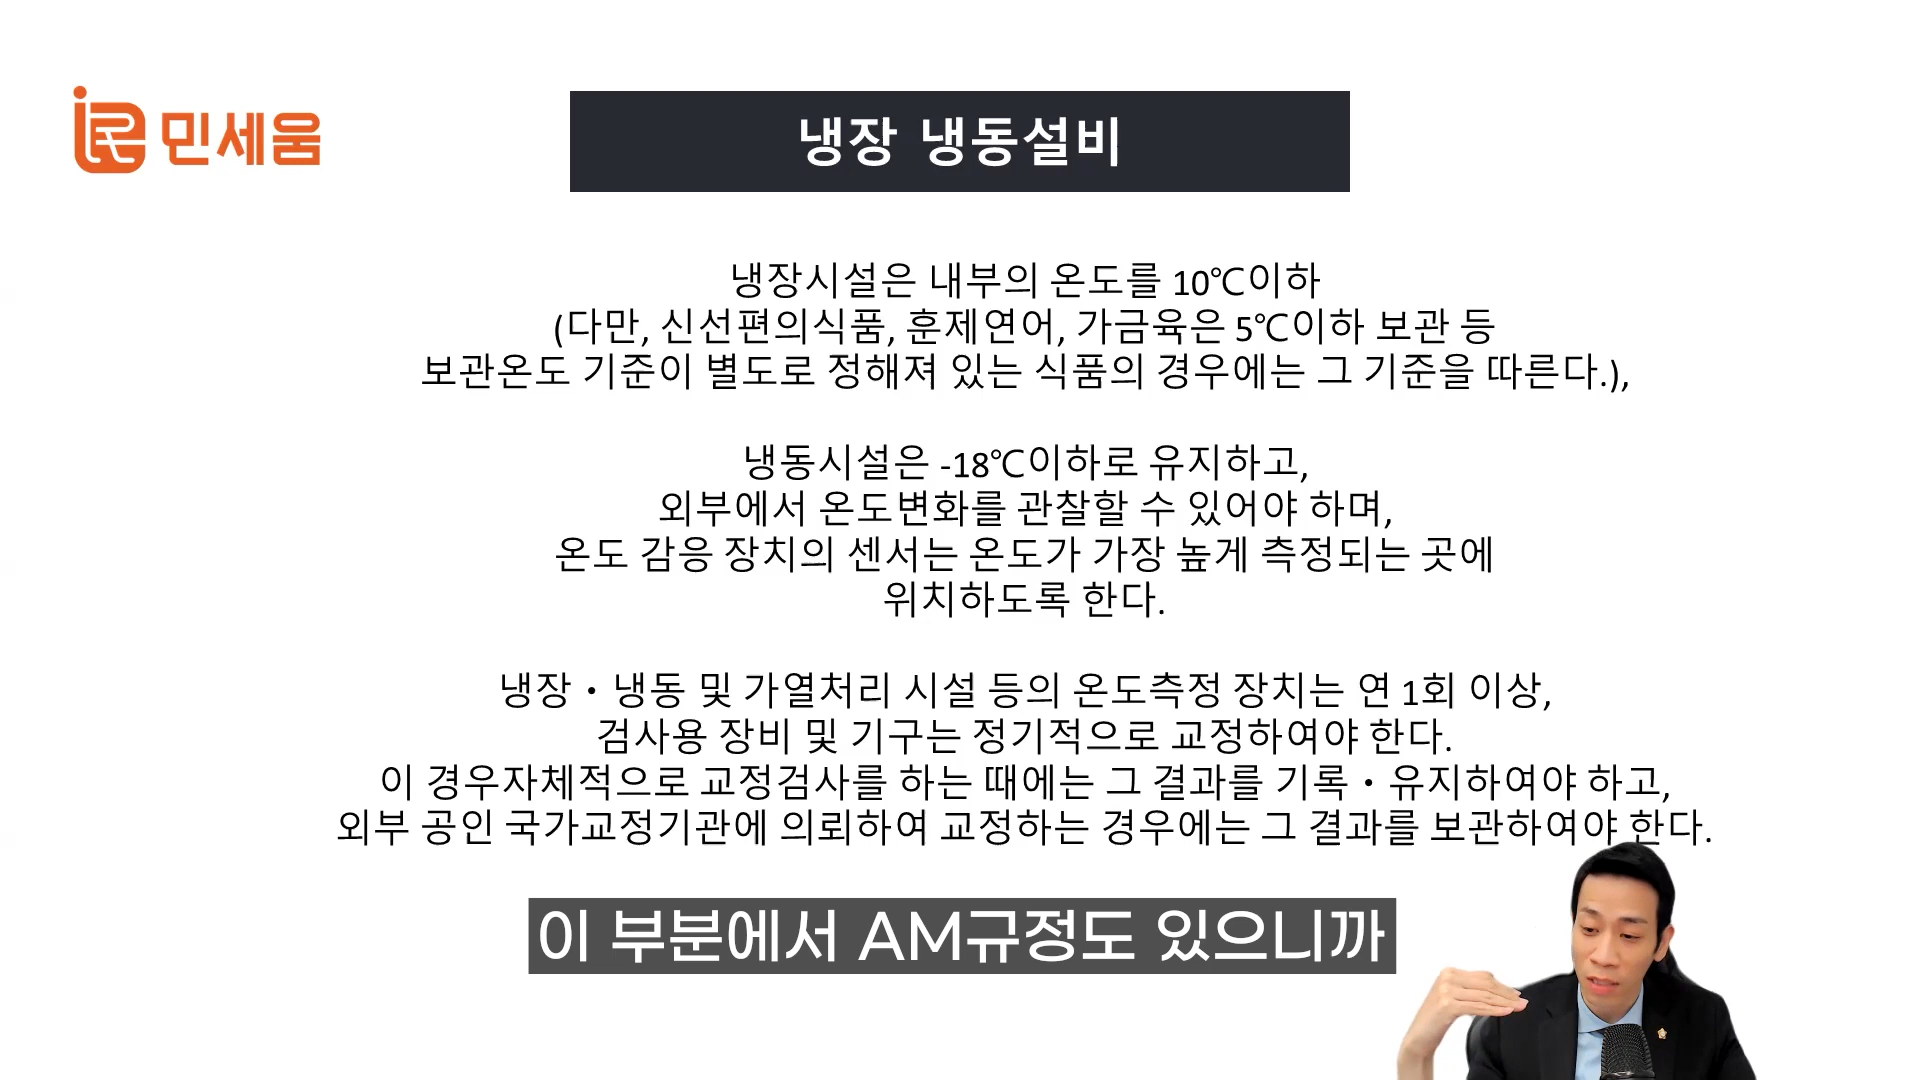 민세움
냉장 냉동설비
냉장시설은 내부의 온도를 10℃이하
(다만, 신선편의식품, 훈제연어, 가금육은 5℃이하 보관 등
보관온도 기준이 별도로 정해져 있는 식품의 경우에는 그 기준을 따른다.),
냉동시설은 -18℃이하로 유지하고,
외부에서 온도변화를 관찰할 수 있어야 하며,
온도 감응 장치의 센서는 온도가 가장 높게 측정되는 곳에
위치하도록 한다.
냉장・냉동 및 가열처리 시설 등의 온도측정 장치는 연 1회 이상,
검사용 장비 및 기구는 정기적으로 교정하여야 한다.
이 경우자체적으로 교정검사를 하는 때에는 그 결과를 기록・유지하여야 하고,
외부 공인 국가교정기관에 의뢰하여 교정하는 경우에는 그 결과를 보관하여야 한다.
이 부분에서 AM규정도 있으니까